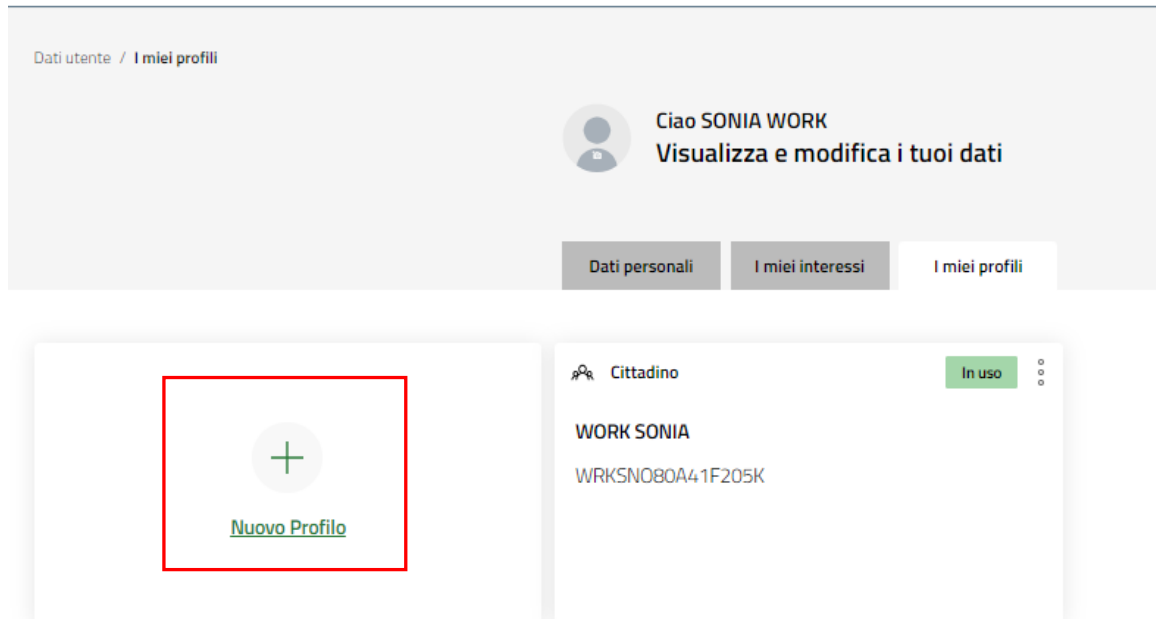 Dati utente / I miei profili
Ciao SONIA WORK
Visualizza e modifica i tuoi dati
Dati personali
I miei interessi
I miei profili
Nuovo Profilo
Cittadino
In uso
WORK SONIA
WRKSNO80A41F205K